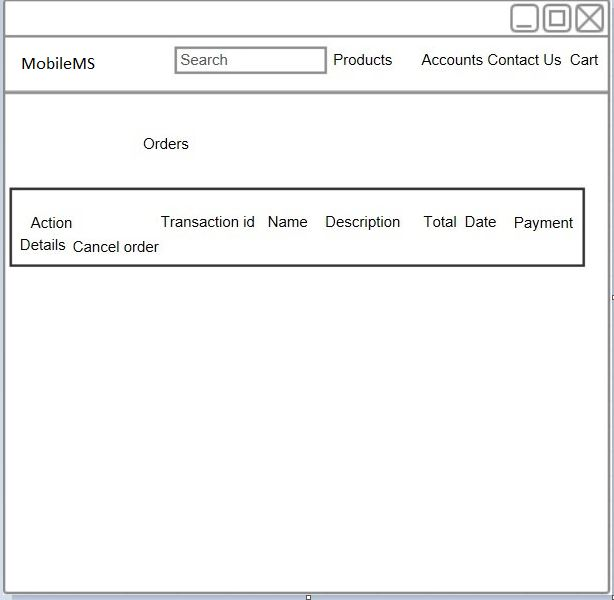 MobileMS Search Products Accounts Contact Us Cart
Orders
Action Transaction id Name Description Total Date Payment
Details Cancel order